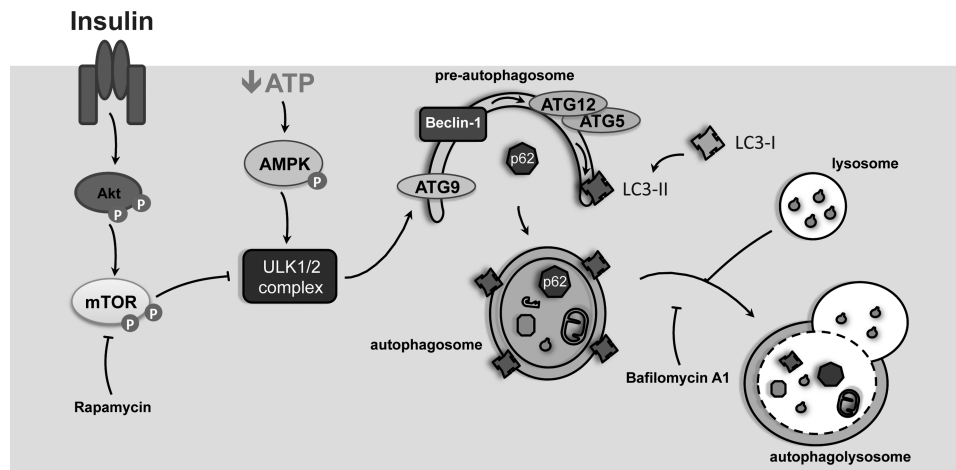 Insulin
ATP
pre-autophagosome
Beclin-1
ATG12
ATG5
p62
LC3-I
LC3-II
lysosome
Akt
P
P
AMPK
P
ATG9
mTOR
P
P
ULK1/2
complex
p62
autophagosome
Rapamycin
Bafilomycin A1
autophagolysosome